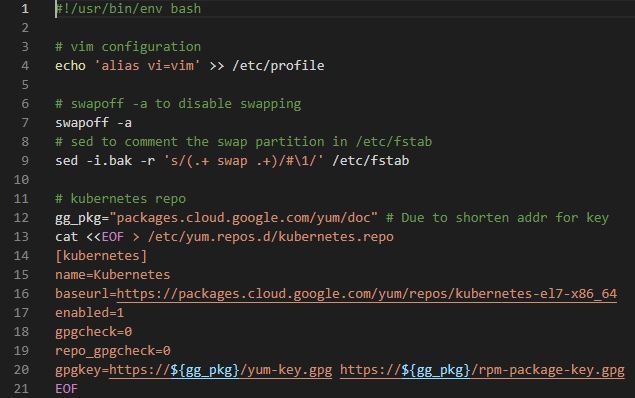 1 #!/usr/bin/env bash
2
3 # vim configuration
4 echo 'alias vi=vim' >> /etc/profile
5
6 # swapoff -a to disable swapping
7 swapoff -a
8 # sed to comment the swap partition in /etc/fstab
9 sed -i.bak -r 's/(.+ swap .+)/#\1/' /etc/fstab
10
11 # kubernetes repo
12 gg_pkg="packages.cloud.google.com/yum/doc" # Due to shorten addr for key
13 cat <<EOF > /etc/yum.repos.d/kubernetes.repo
14 [kubernetes]
15 name=Kubernetes
16 baseurl=https://packages.cloud.google.com/yum/repos/kubernetes-el7-x86_64
17 enabled=1
18 gpgcheck=0
19 repo_gpgcheck=0
20 gpgkey=https://${gg_pkg}/yum-key.gpg https://${gg_pkg}/rpm-package-key.gpg
21 EOF